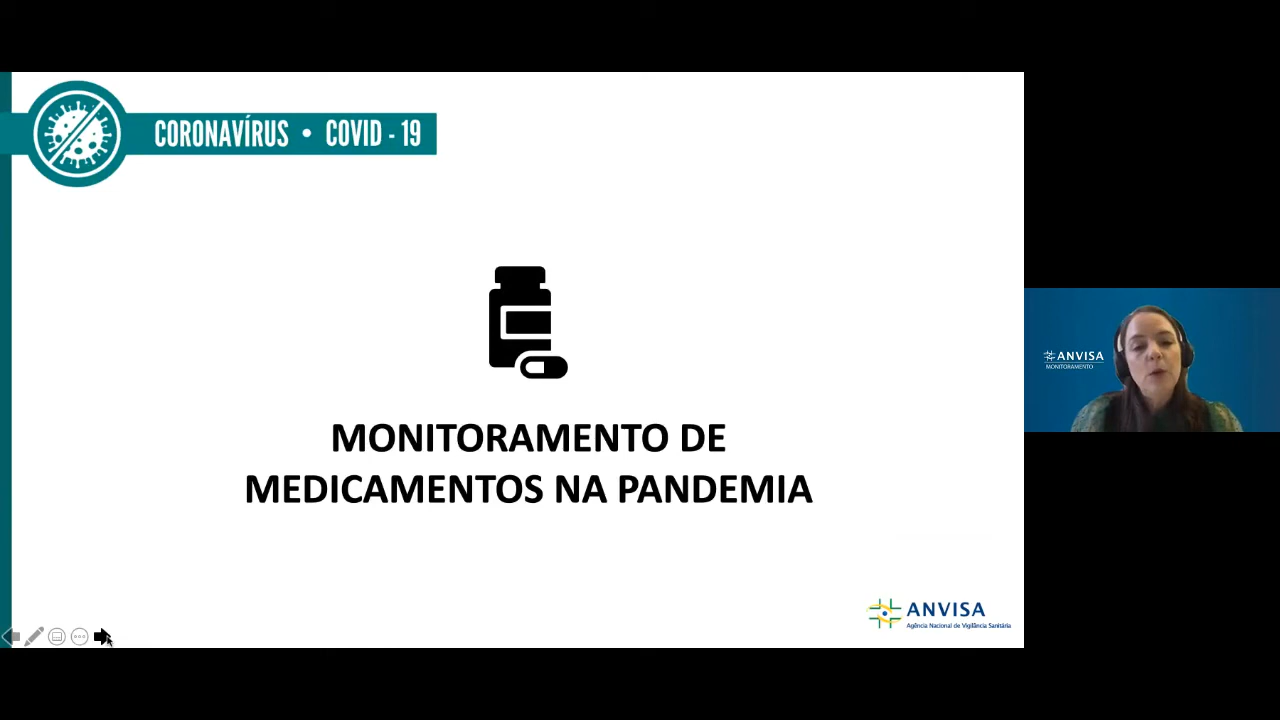 CORONAVÍRUS • COVID - 19
MONITORAMENTO DE
MEDICAMENTOS NA PANDEMIA
ANVISA
Agência Nacional de Vigilância Sanitária
ANVISA
MONITORAMENTO